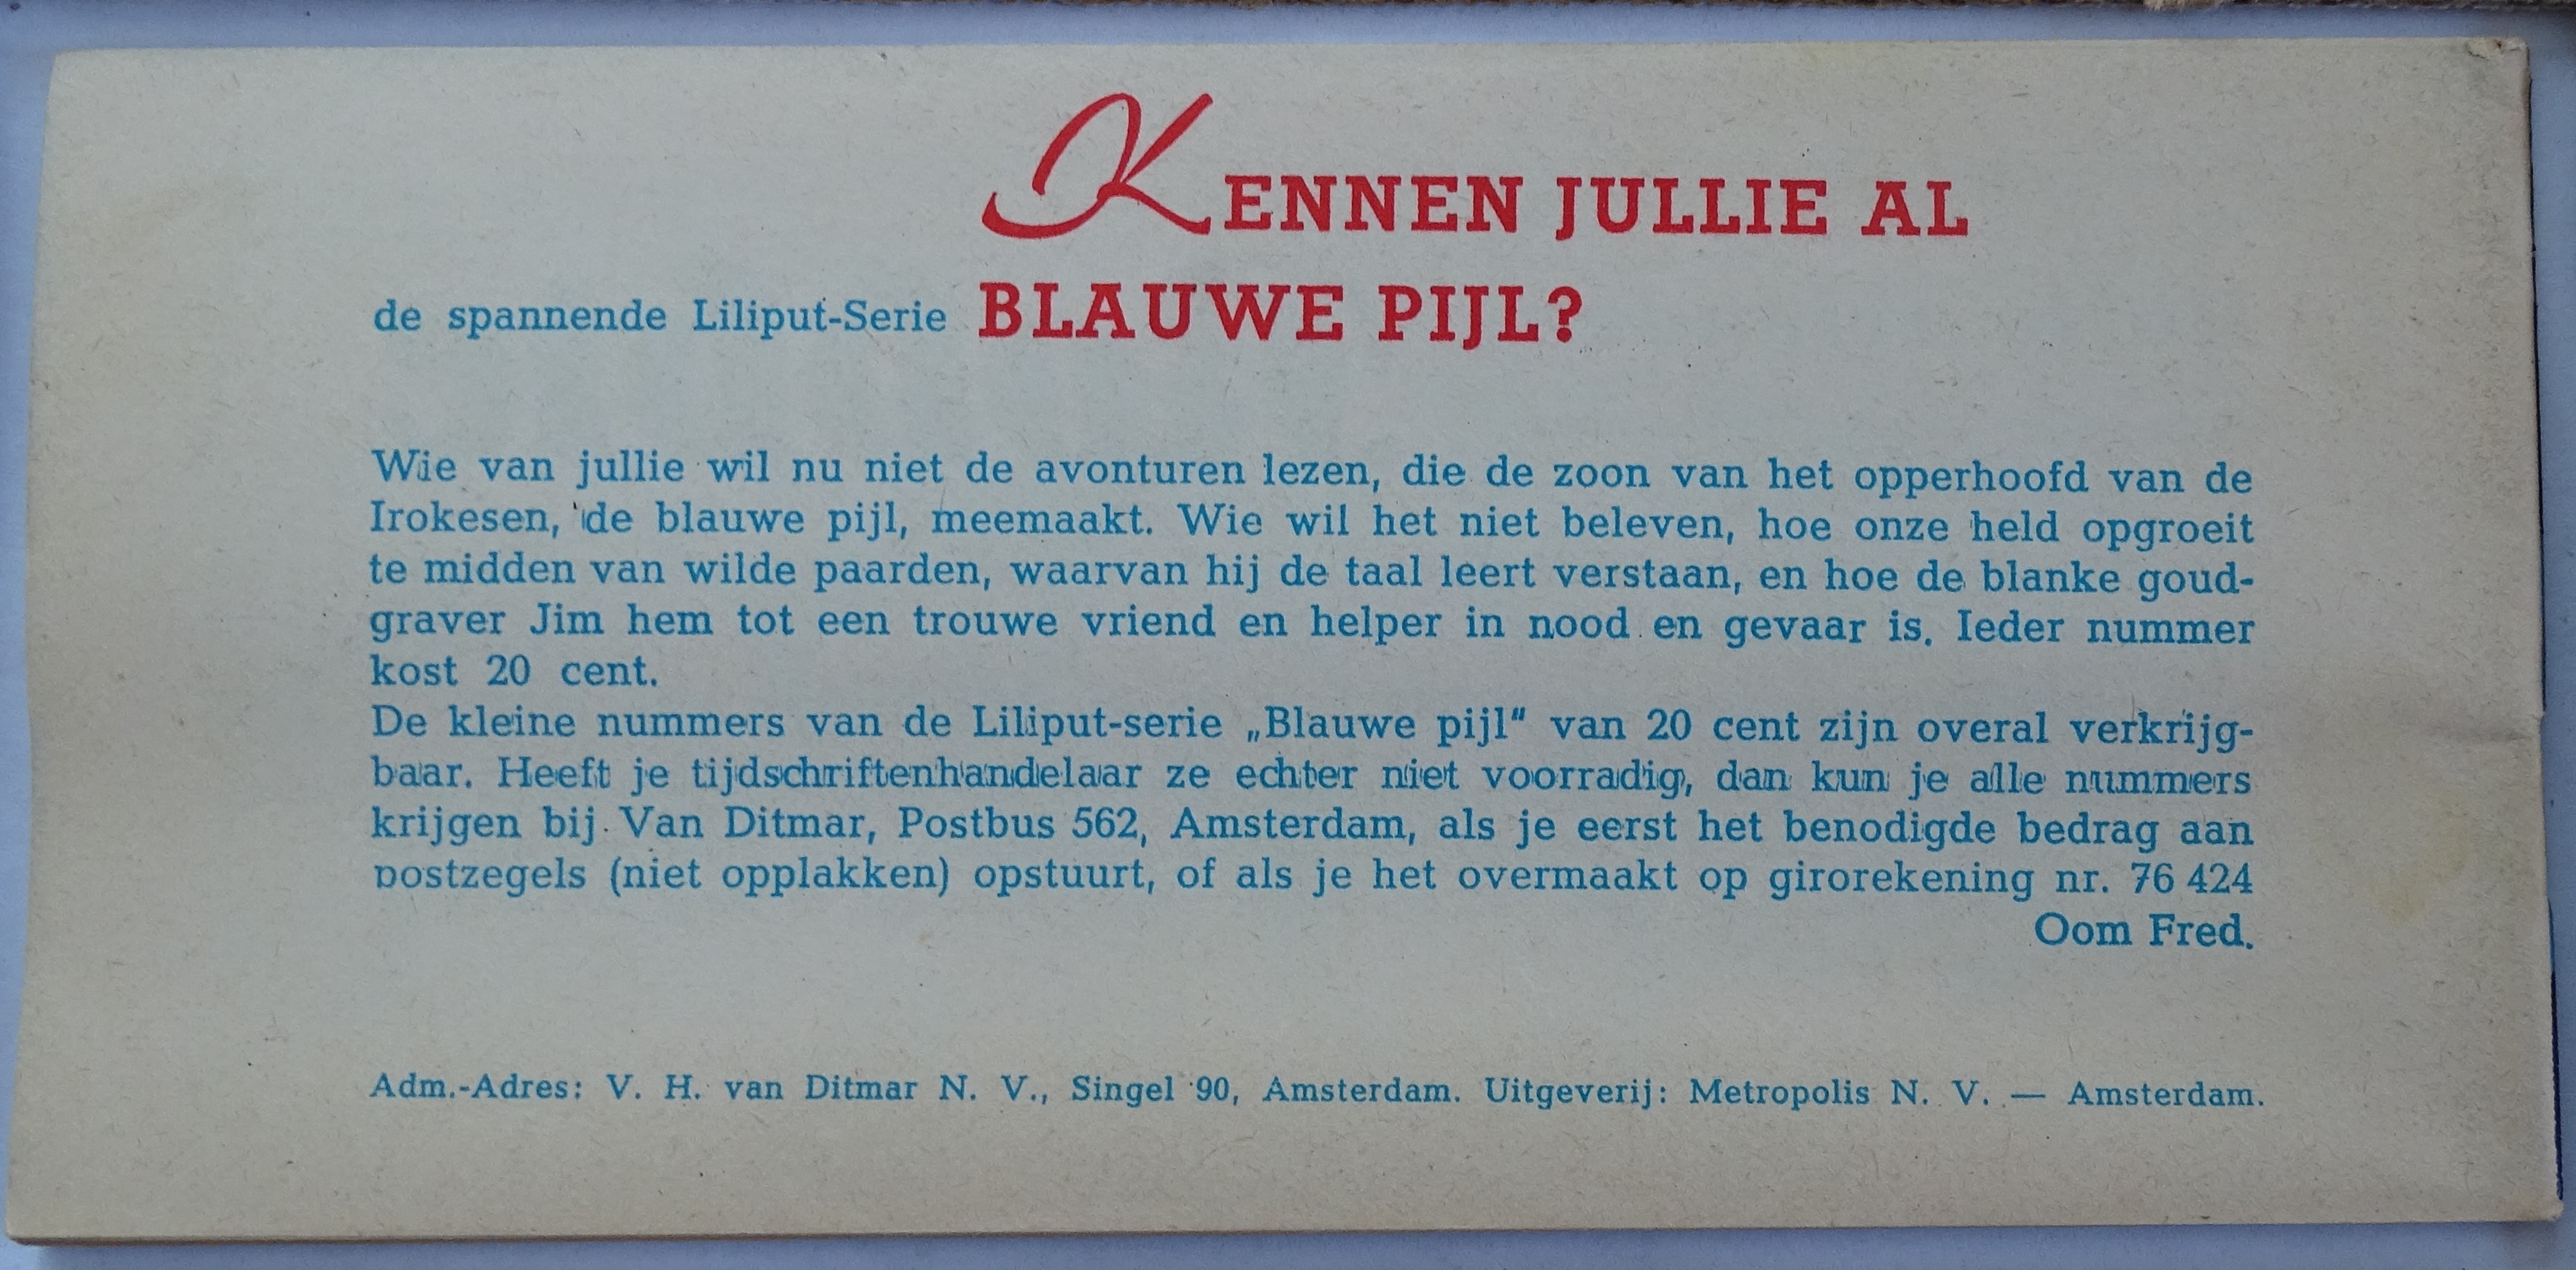 KENNEN JULLIE AL
de spannende Liliput-Serie BLAUWE PIJL?
Wie van jullie wil nu niet de avonturen lezen, die de zoon van het opperhoofd van de
Irokesen, de blauwe pijl, meemaakt. Wie wil het niet beleven, hoe onze held opgroeit
te midden van wilde paarden, waarvan hij de taal leert verstaan, en hoe de blanke goud-
graver Jim hem tot een trouwe vriend en helper in nood en gevaar is. Ieder nummer
kost 20 cent.
De kleine nummers van de Liliput-serie „Blauwe pijl“ van 20 cent zijn overal verkrijg-
baar. Heeft je tijdschriftenhandelaar ze echter niet voorradig, dan kun je alle nummers
krijgen bij Van Ditmar, Postbus 562, Amsterdam, als je eerst het benodigde bedrag aan
postzegels (niet opplakken) opstuurt, of als je het overmaakt op girorekening nr. 76 424
Oom Fred.
Adm.-Adres: V. H. van Ditmar N. V., Singel 90, Amsterdam. Uitgeverij: Metropolis N. V. — Amsterdam.